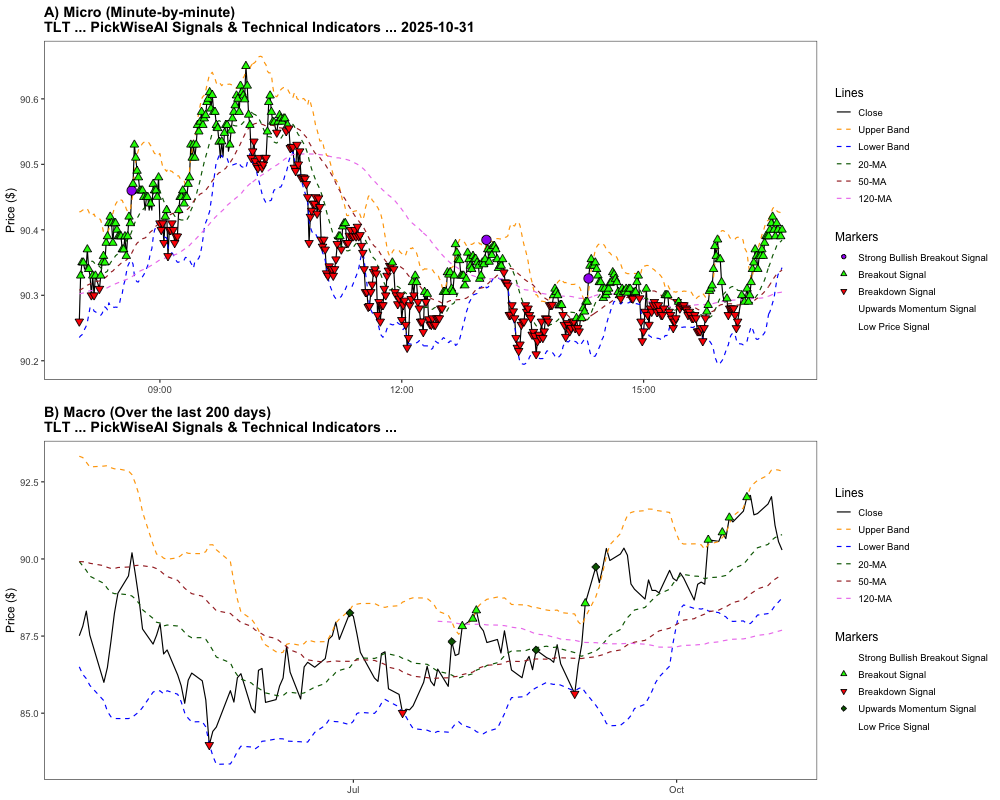 A) Micro (Minute-by-minute)
TLT ... PickWiseAI Signals & Technical Indicators ... 2025-10-31
Price ($)
90.6
90.5
90.4
90.3
90.2
09:00
12:00
15:00
Lines
Close
Upper Band
Lower Band
20-MA
50-MA
120-MA
Markers
Strong Bullish Breakout Signal
Breakout Signal
Breakdown Signal
Upwards Momentum Signal
Low Price Signal
B) Macro (Over the last 200 days)
TLT ... PickWiseAI Signals & Technical Indicators ...
Price ($)
92.5
90.0
87.5
85.0
Jul
Oct
Lines
Close
Upper Band
Lower Band
20-MA
50-MA
120-MA
Markers
Strong Bullish Breakout Signal
Breakout Signal
Breakdown Signal
Upwards Momentum Signal
Low Price Signal